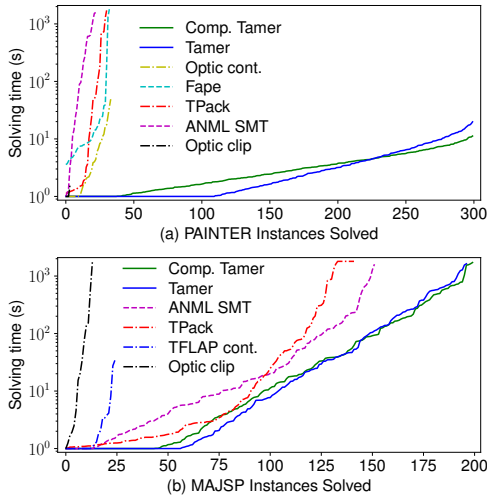 10³
10²
10¹
10⁰
Solving time (s)
Comp. Tamer
Tamer
Optic cont.
Fape
TPack
ANML SMT
Optic clip
0 50 100 150 200 250 300
(a) PAINTER Instances Solved
10³
10²
10¹
10⁰
Solving time (s)
Comp. Tamer
Tamer
ANML SMT
TPack
TFLAP cont.
Optic clip
0 25 50 75 100 125 150 175 200
(b) MAJSP Instances Solved